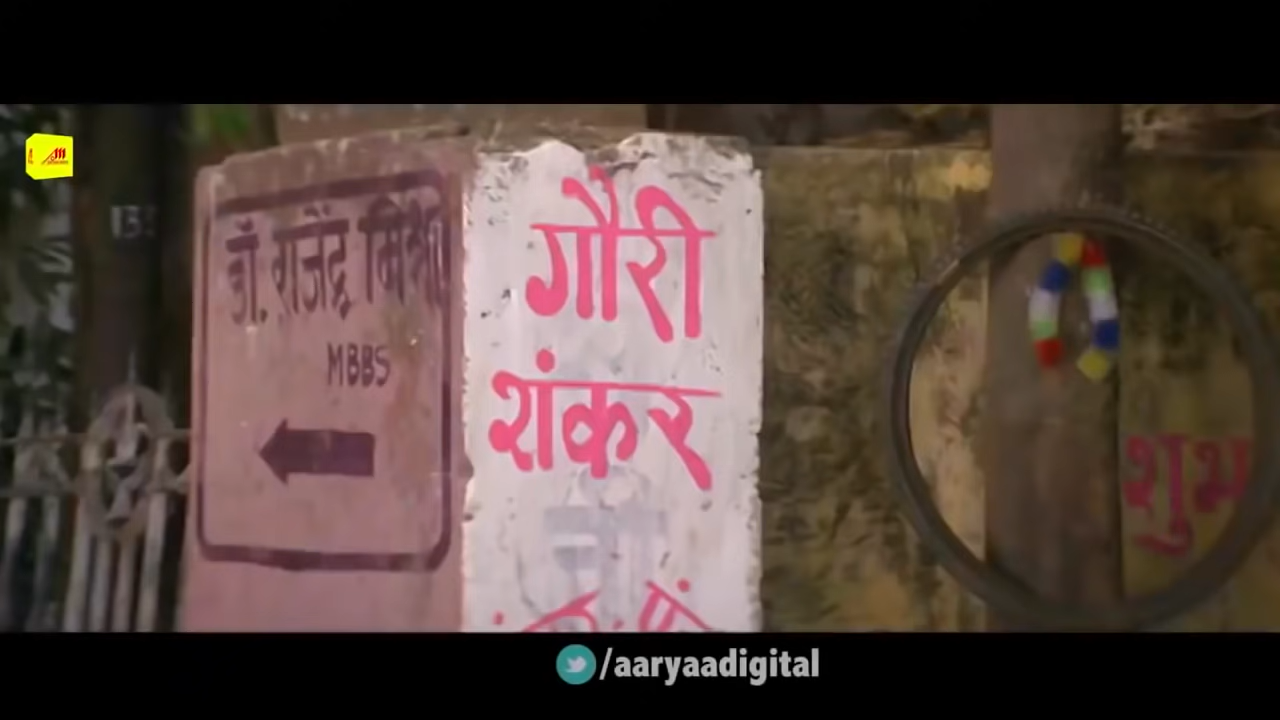 डॉ. राजेंद्र मिश्रा
MBBS
गौरी
शंकर
शुभ
/aaryaadigital